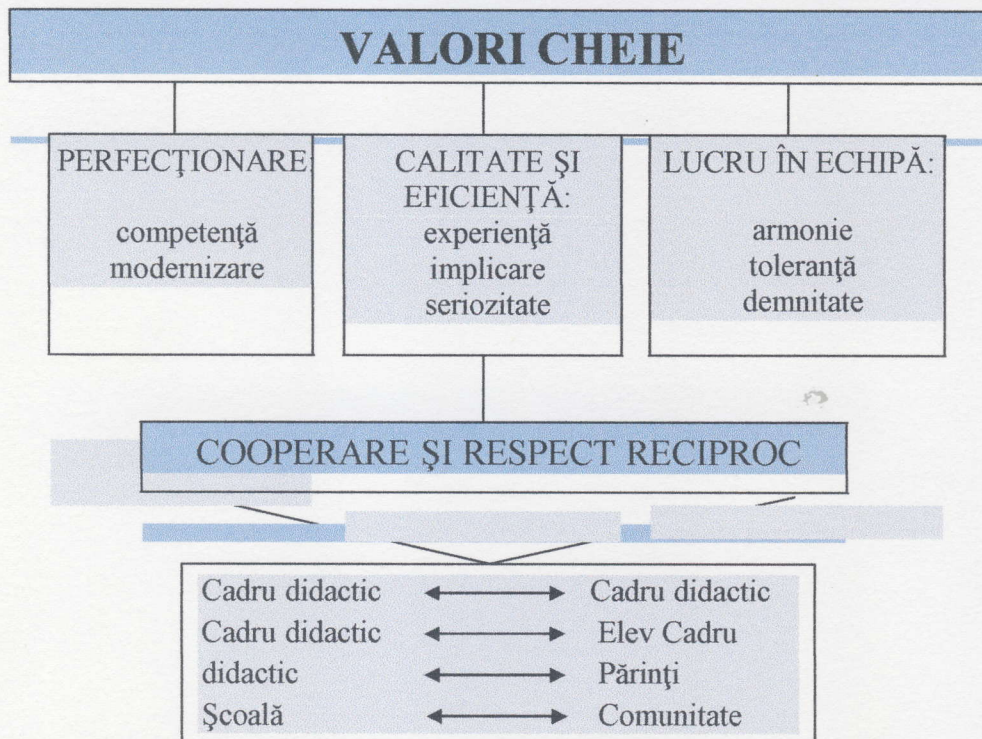 VALORI CHEIE
PERFECŢIONARE:
competenţă
modernizare
CALITATE ŞI
EFICIENŢĂ:
experienţă
implicare
seriozitate
LUCRU ÎN ECHIPĂ:
armonie
toleranţă
demnitate
COOPERARE ŞI RESPECT RECIPROC
Cadru didactic Cadru didactic
Cadru didactic Elev Cadru
didactic Părinţi
Şcoală Comunitate